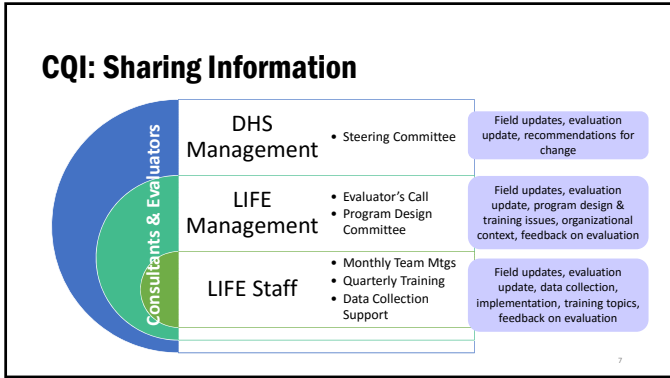 CQI: Sharing Information
Consultants & Evaluators
DHS
Management
• Steering Committee
Field updates, evaluation
update, recommendations for
change
LIFE
Management
• Evaluator's Call
• Program Design
Committee
Field updates, evaluation
update, program design &
training issues, organizational
context, feedback on evaluation
LIFE Staff
• Monthly Team Mtgs
• Quarterly Training
• Data Collection
Support
Field updates, evaluation
update, data collection,
implementation, training topics,
feedback on evaluation
7